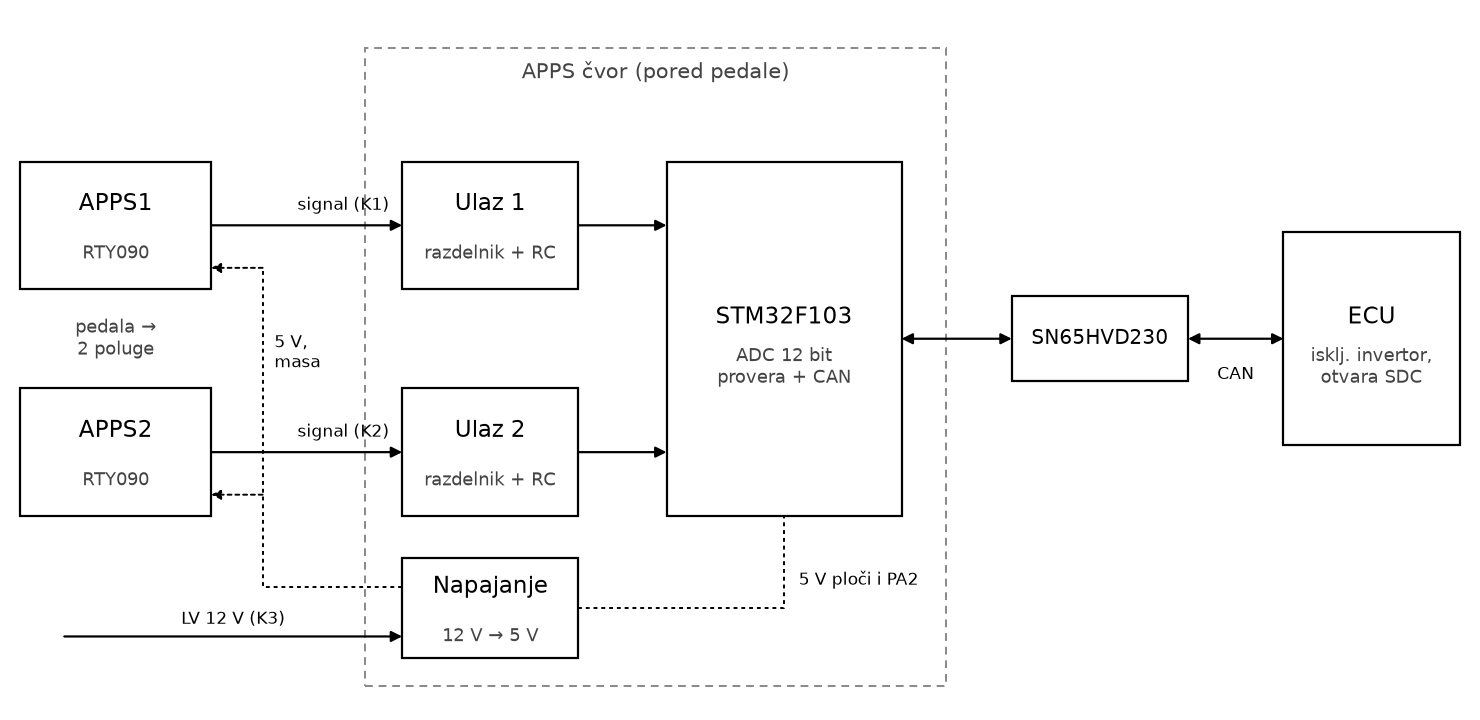 APPS čvor (pored pedale)
APPS1
RTY090
signal (K1)
Ulaz 1
razdelnik + RC
pedala →
2 poluge
5 V,
masa
APPS2
RTY090
signal (K2)
Ulaz 2
razdelnik + RC
STM32F103
ADC 12 bit
provera + CAN
SN65HVD230
CAN
ECU
isklj. invertor,
otvara SDC
Napajanje
12 V → 5 V
LV 12 V (K3)
5 V ploči i PA2